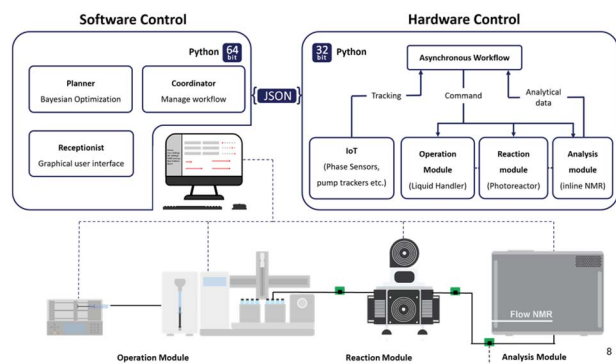 Software Control
Hardware Control
Python 64 bit
32 bit Python
Planner
Bayesian Optimization
Coordinator
Manage workflow
Receptionist
Graphical user interface
{JSON}
Asynchronous Workflow
Tracking
Command
Analytical
data
IoT
(Phase Sensors,
pump trackers etc.)
Operation
Module
(Liquid Handler)
Reaction
module
(Photoreactor)
Analysis
module
(inline NMR)
Flow NMR
Operation Module
Reaction Module
Analysis Module
8